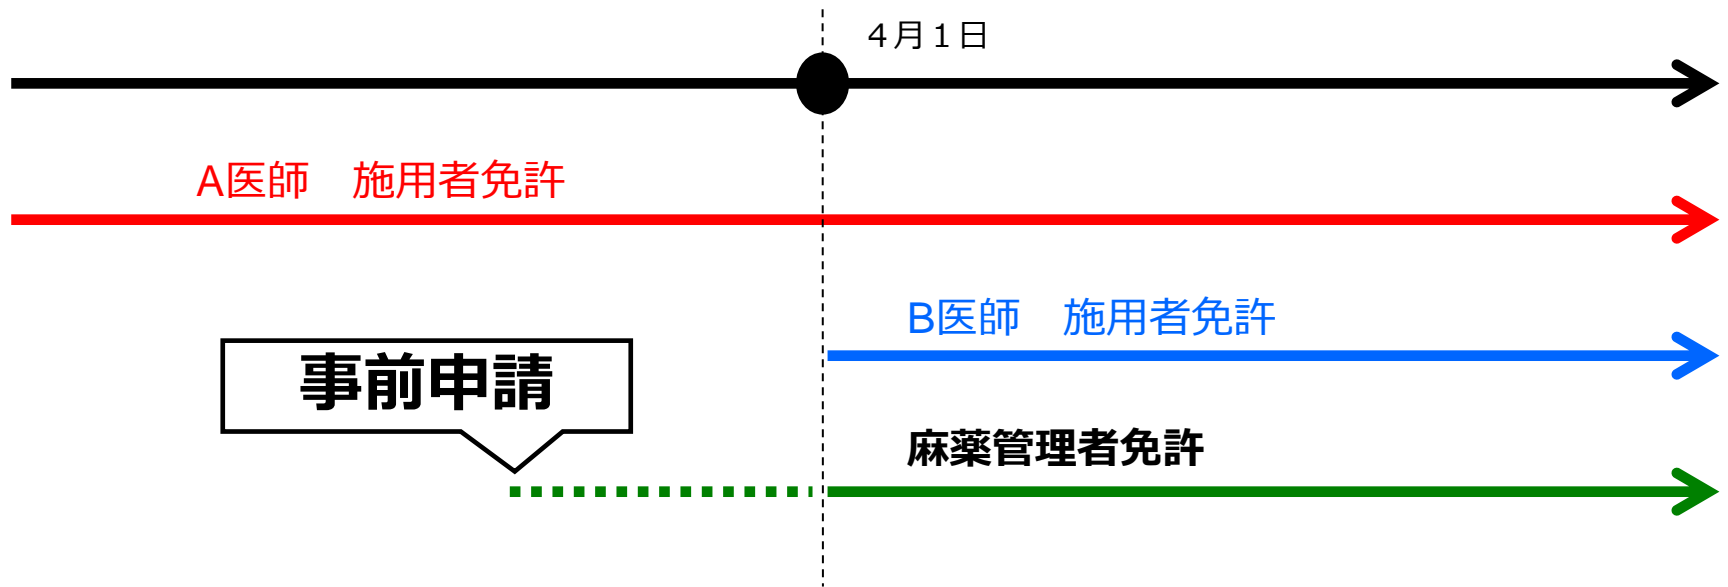 ４月１日
A医師　施用者免許
B医師　施用者免許
事前申請
麻薬管理者免許